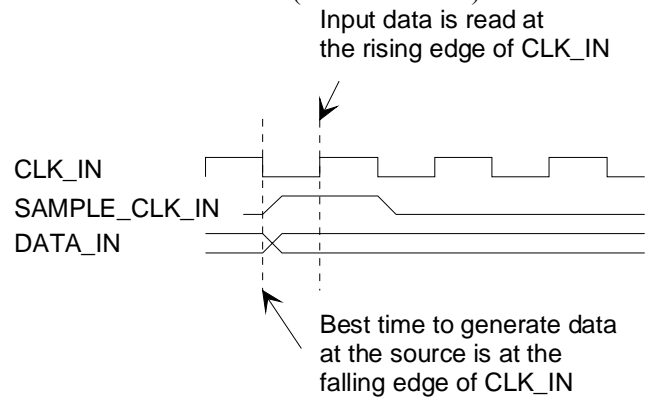 Input data is read at
the rising edge of CLK_IN
CLK_IN
SAMPLE_CLK_IN
DATA_IN
Best time to generate data
at the source is at the
falling edge of CLK_IN